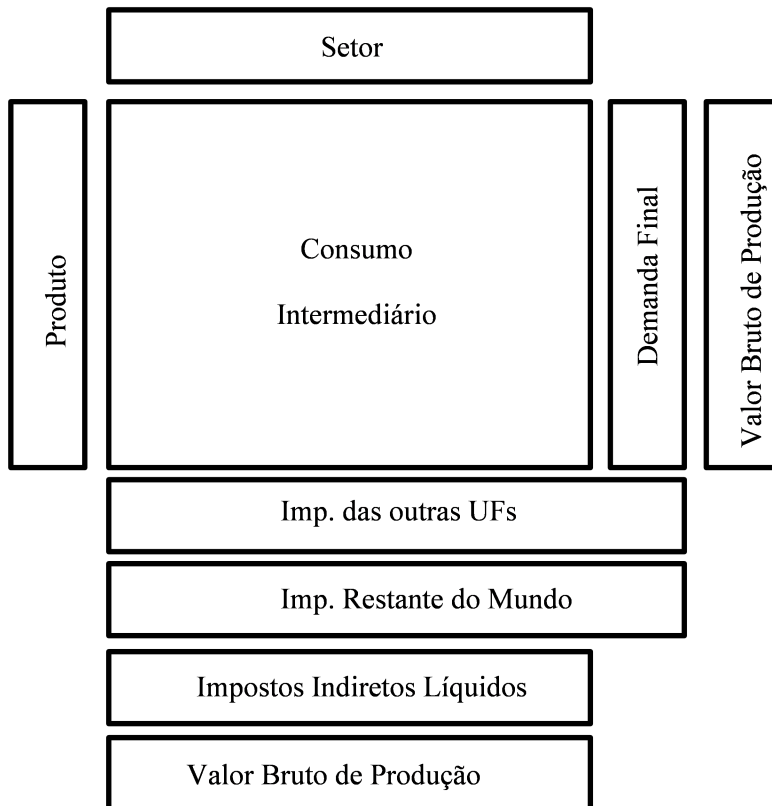 Setor
Produto
Consumo
Intermediário
Demanda Final
Valor Bruto de Produção
Imp. das outras UFs
Imp. Restante do Mundo
Impostos Indiretos Líquidos
Valor Bruto de Produção